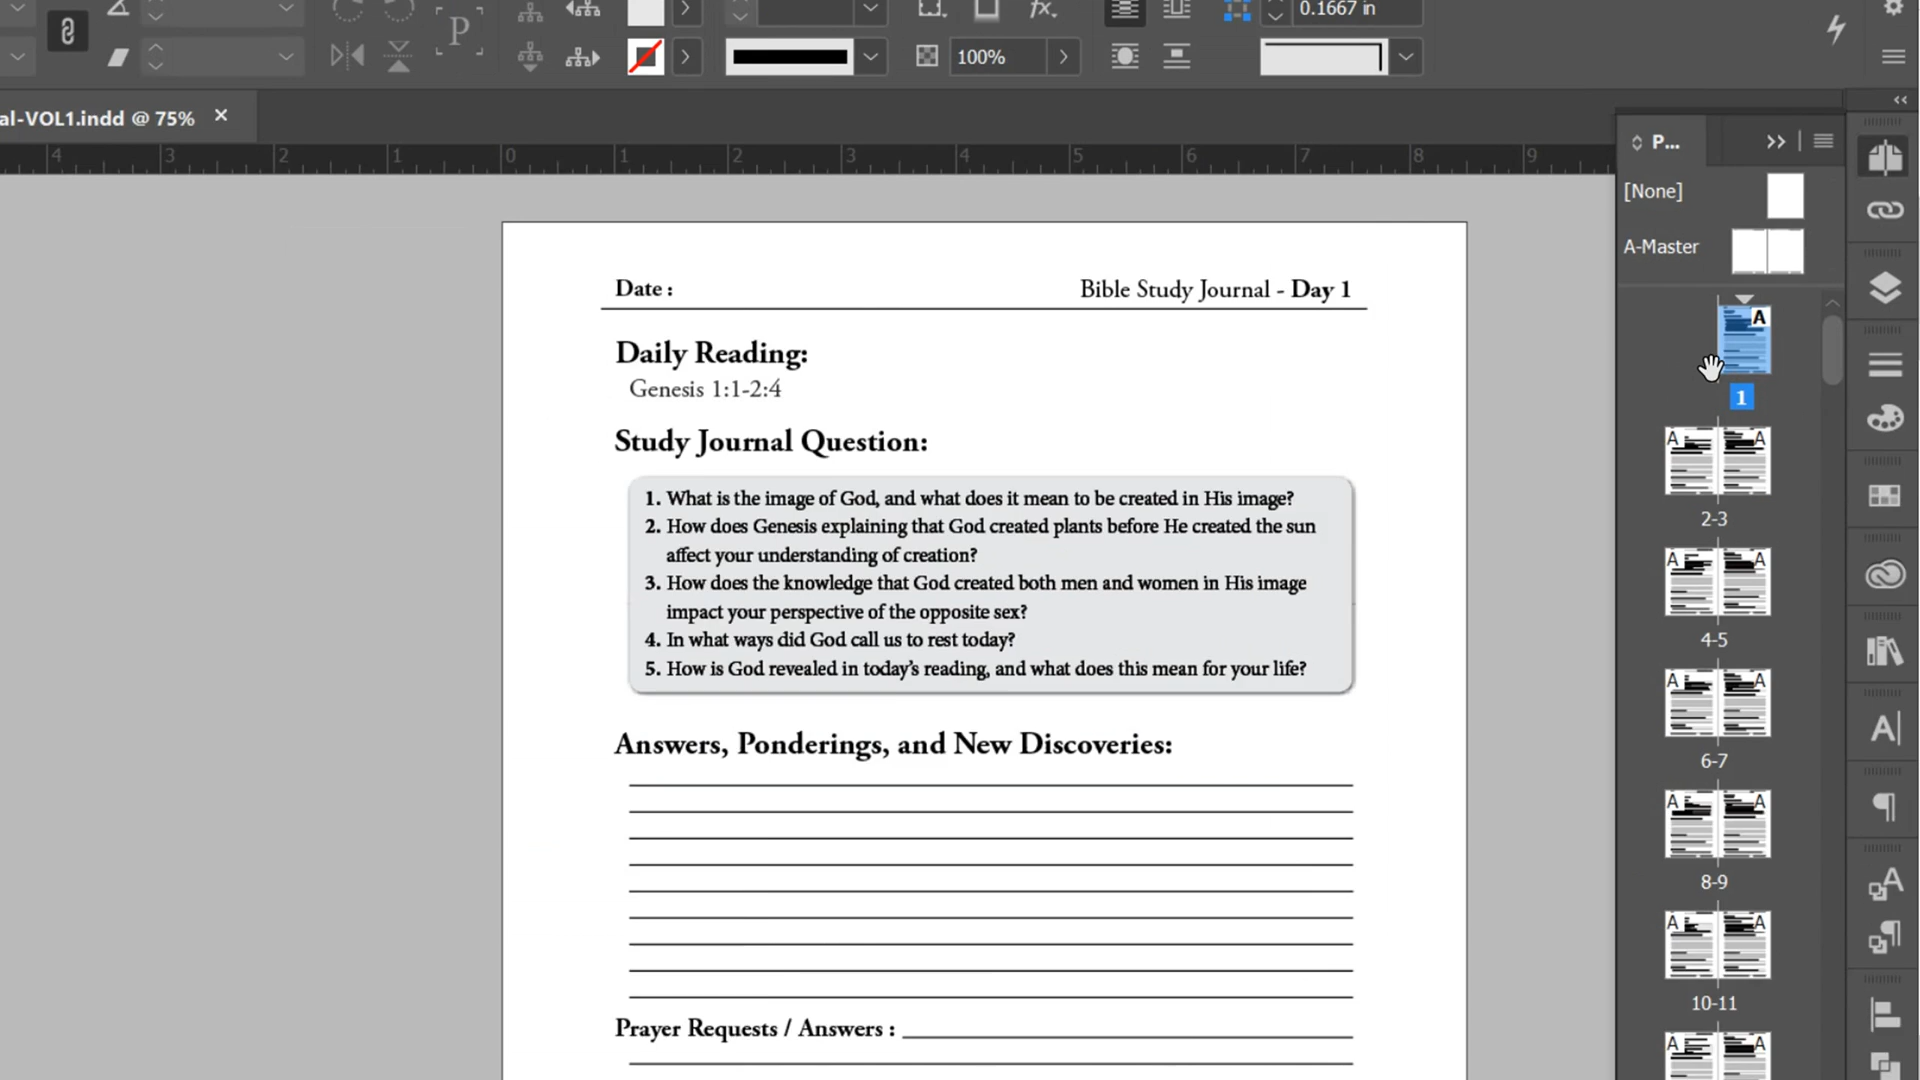 0.1667 in
100%
al-VOL1.indd @ 75%
4 3 2 1 0 1 2 3 4 5 6 7 8 9
P...
[None]
A-Master
A
1
A A
2-3
A A
4-5
A A
6-7
A A
8-9
A A
10-11
A A
Date :
Bible Study Journal - Day 1
Daily Reading:
Genesis 1:1-2:4
Study Journal Question:
1. What is the image of God, and what does it mean to be created in His image?
2. How does Genesis explaining that God created plants before He created the sun
affect your understanding of creation?
3. How does the knowledge that God created both men and women in His image
impact your perspective of the opposite sex?
4. In what ways did God call us to rest today?
5. How is God revealed in today's reading, and what does this mean for your life?
Answers, Ponderings, and New Discoveries:
Prayer Requests / Answers :